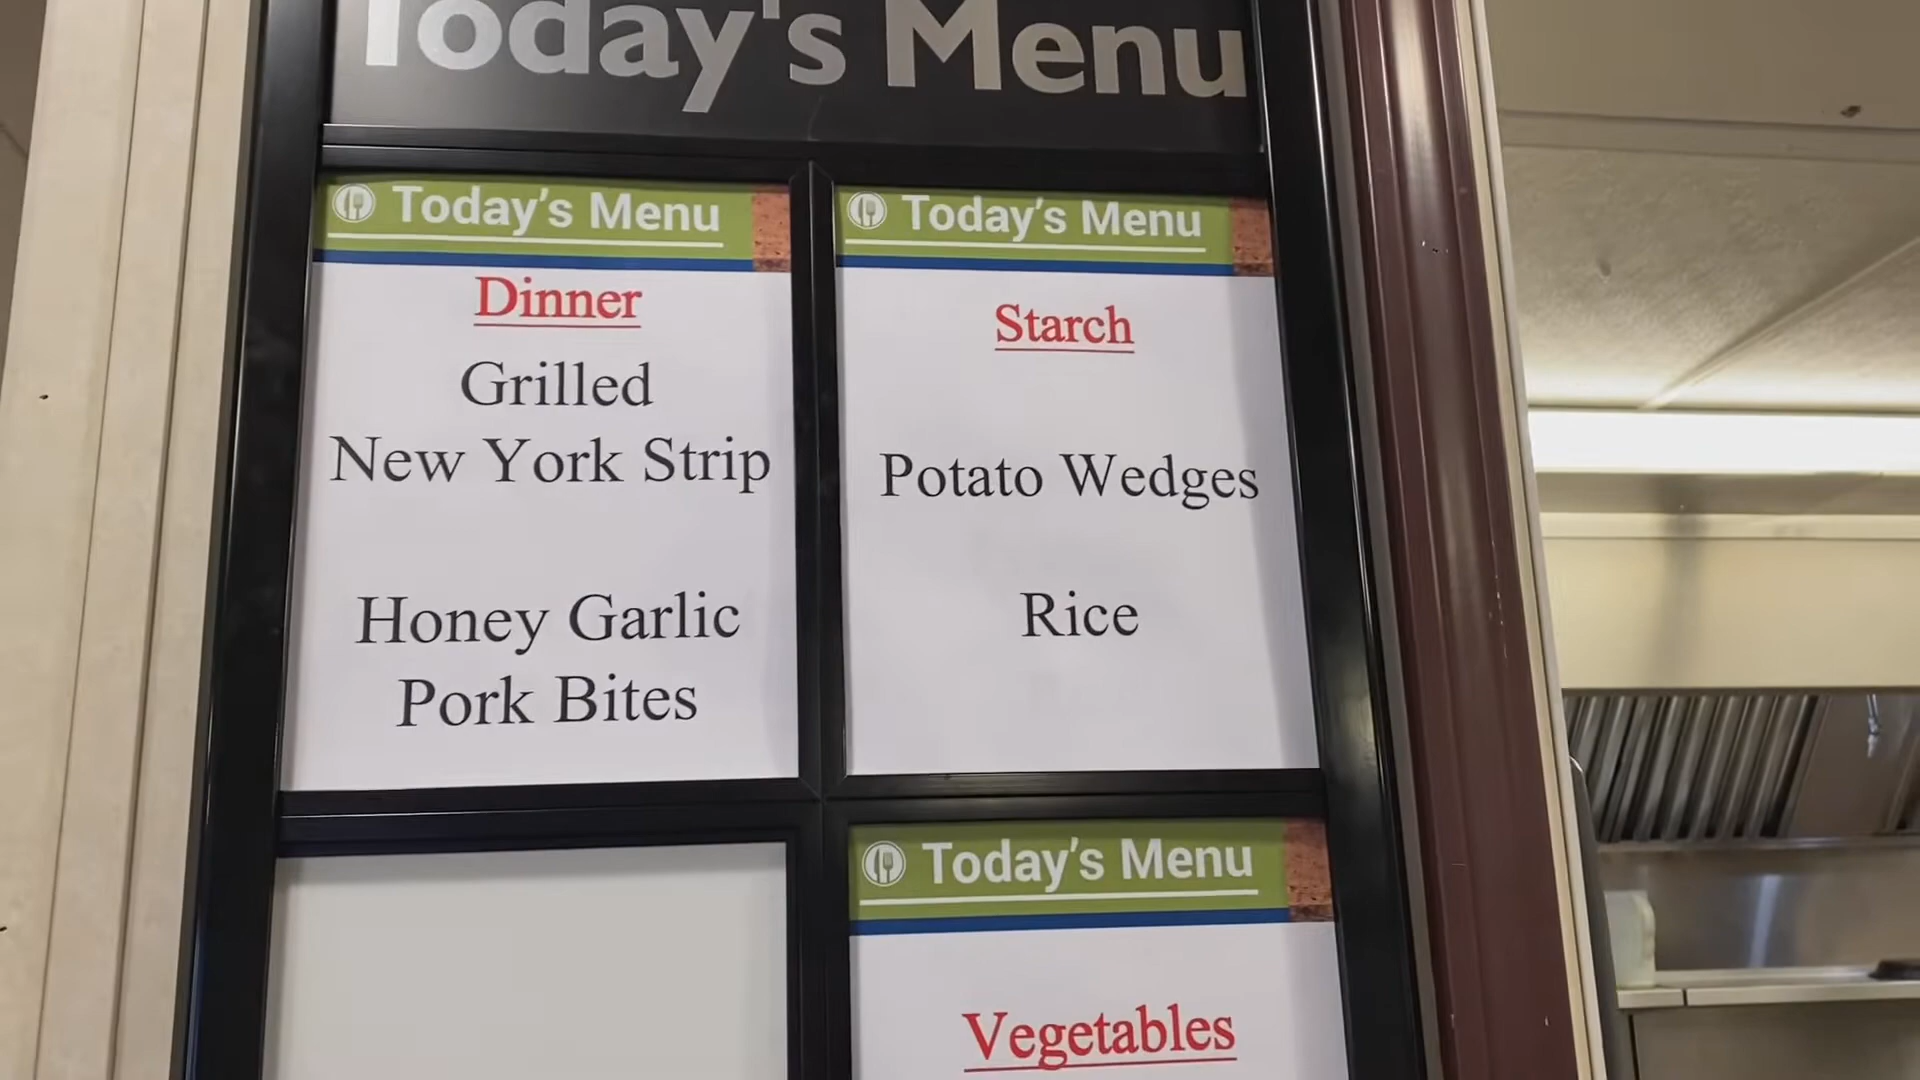 Today's Menu
Today's Menu
Dinner
Grilled
New York Strip
Honey Garlic
Pork Bites
Today's Menu
Starch
Potato Wedges
Rice
Today's Menu
Vegetables